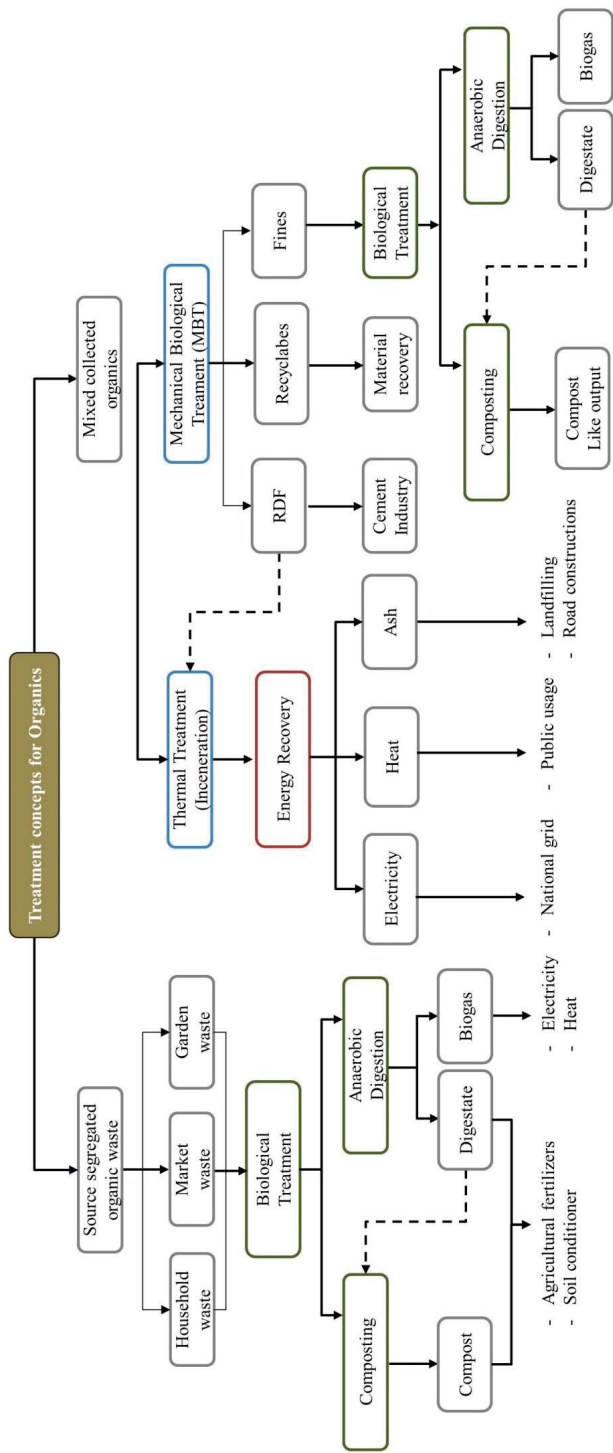 Treatment concepts for Organics
Source segregated
organic waste
Mixed collected
organics
Household
waste
Market
waste
Garden
waste
Thermal Treatment
(Inceneration)
Mechanical Biological
Treament (MBT)
Biological
Treatment
Energy Recovery
RDF
Recyclabes
Fines
Composting
Anaerobic
Digestion
Electricity
Heat
Ash
Cement
Industry
Material
recovery
Biological
Treatment
Compost
Digestate
Biogas
Composting
Anaerobic
Digestion
- Agricultural fertilizers
- Soil conditioner
- Electricity
- Heat
- National grid
- Public usage
- Landfilling
- Road constructions
Compost
Like output
Digestate
Biogas